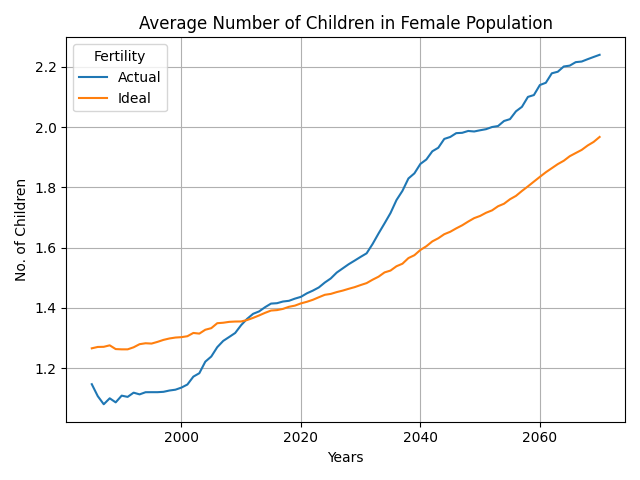 Average Number of Children in Female Population
Fertility
Actual
Ideal
No. of Children
2.2
2.0
1.8
1.6
1.4
1.2
2000
2020
2040
2060
Years